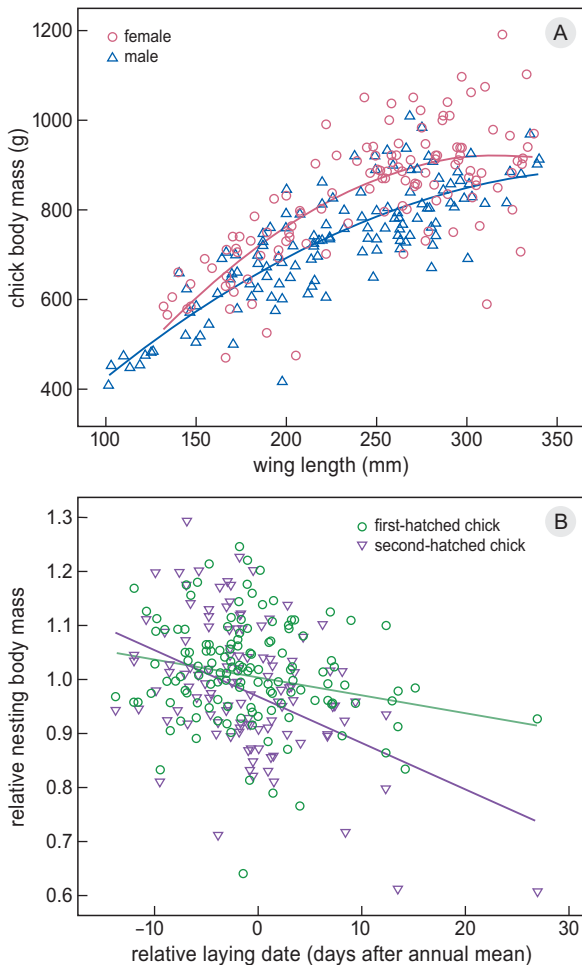 A
female
male
1200
1000
800
600
400
chick body mass (g)
100 150 200 250 300 350
wing length (mm)
B
first-hatched chick
second-hatched chick
1.3
1.2
1.1
1.0
0.9
0.8
0.7
0.6
relative nesting body mass
−10 0 10 20 30
relative laying date (days after annual mean)